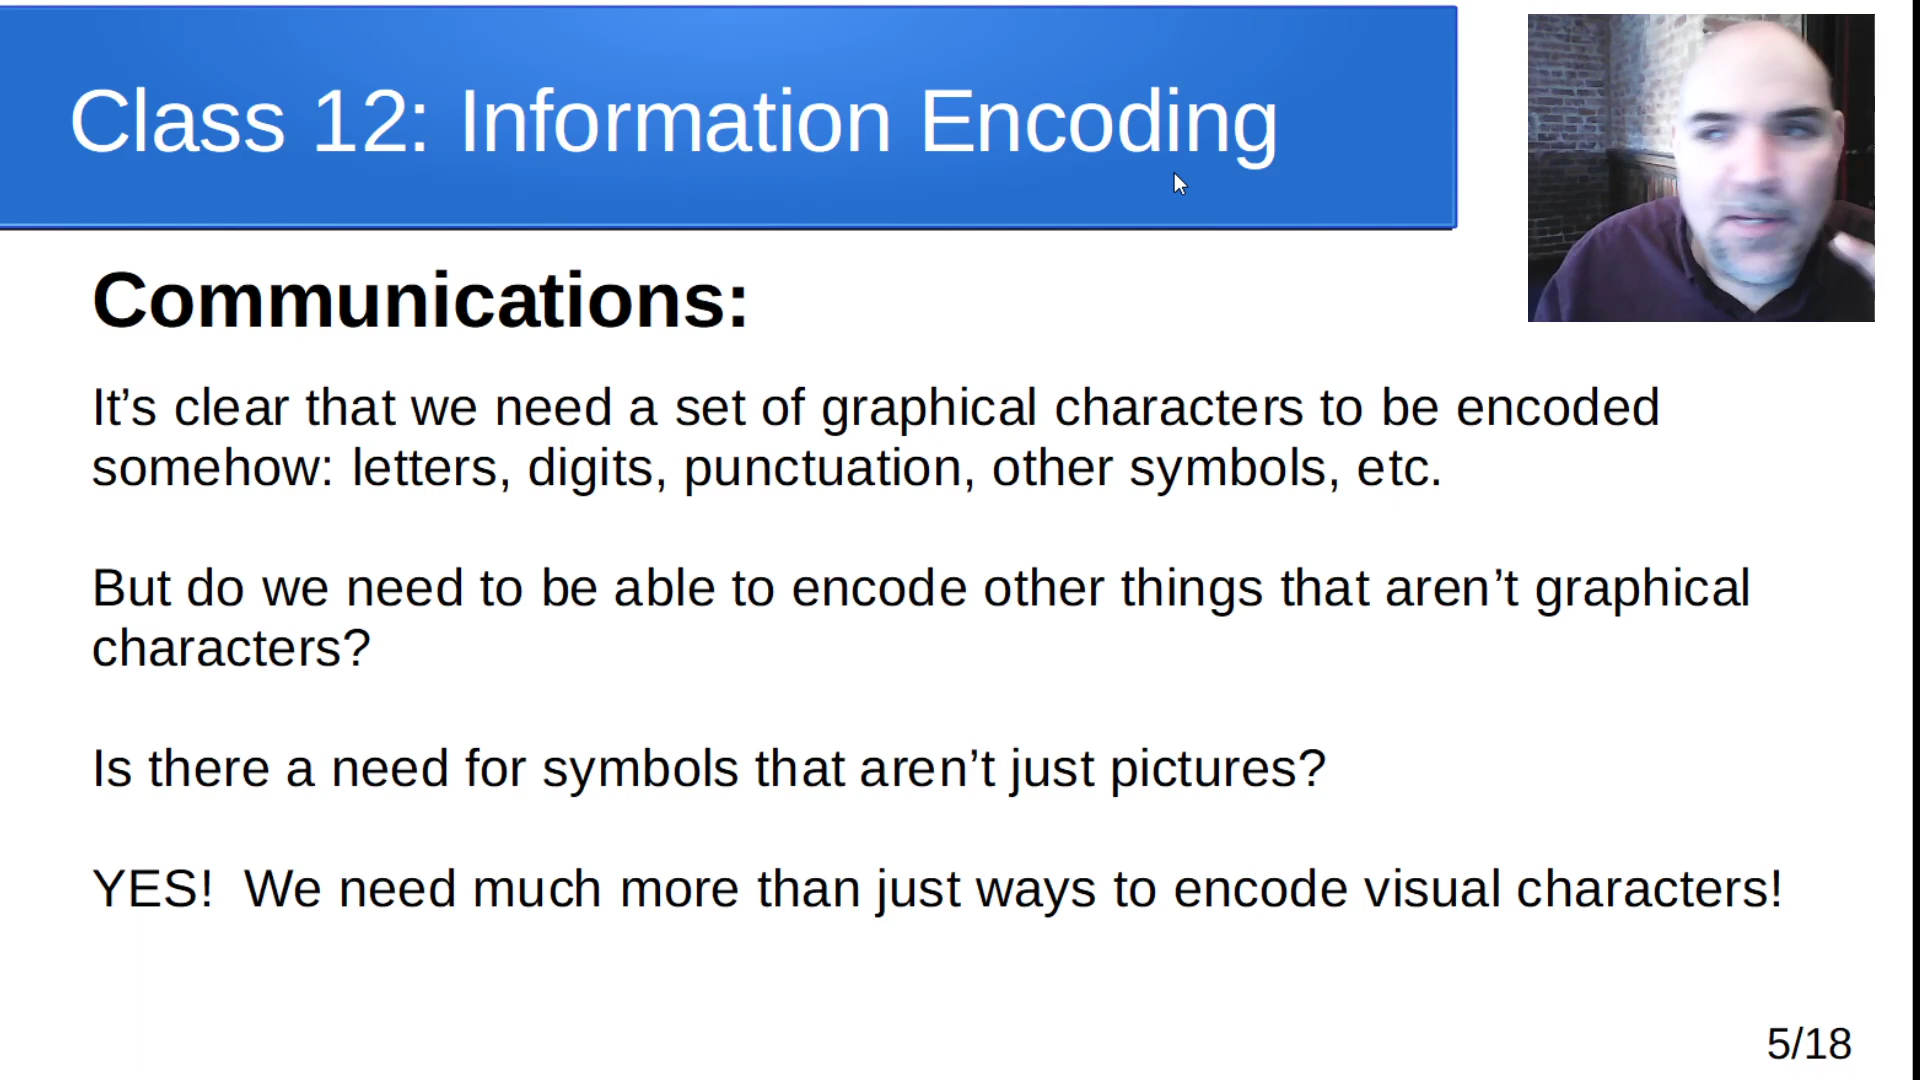 Class 12: Information Encoding
Communications:
It’s clear that we need a set of graphical characters to be encoded
somehow: letters, digits, punctuation, other symbols, etc.
But do we need to be able to encode other things that aren’t graphical
characters?
Is there a need for symbols that aren’t just pictures?
YES!  We need much more than just ways to encode visual characters!
5/18